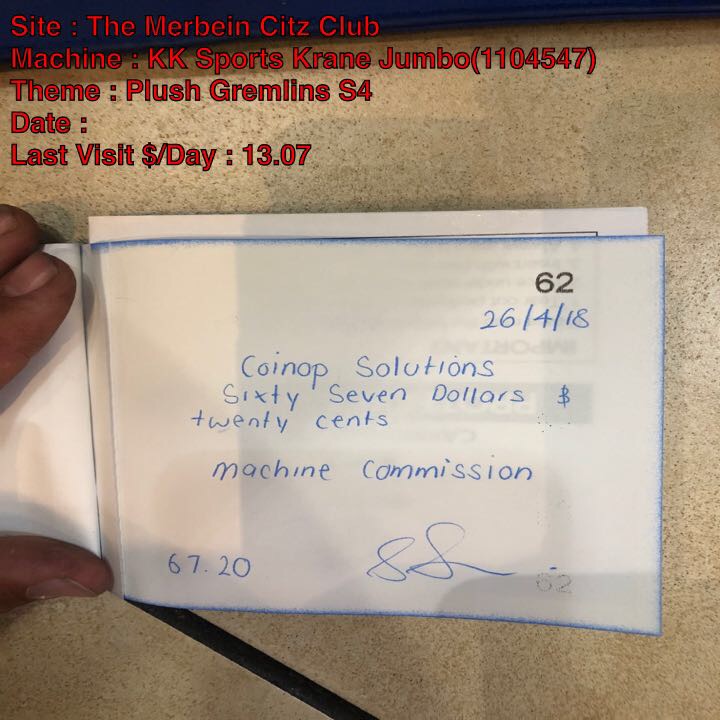 Site : The Merbein Citz Club
Machine : KK Sports Krane Jumbo(1104547)
Theme : Plush Gremlins S4
Date :
Last Visit $/Day : 13.07
62
26/4/18
Coinop Solutions
Sixty Seven Dollars $
twenty cents
machine Commission
67.20
62